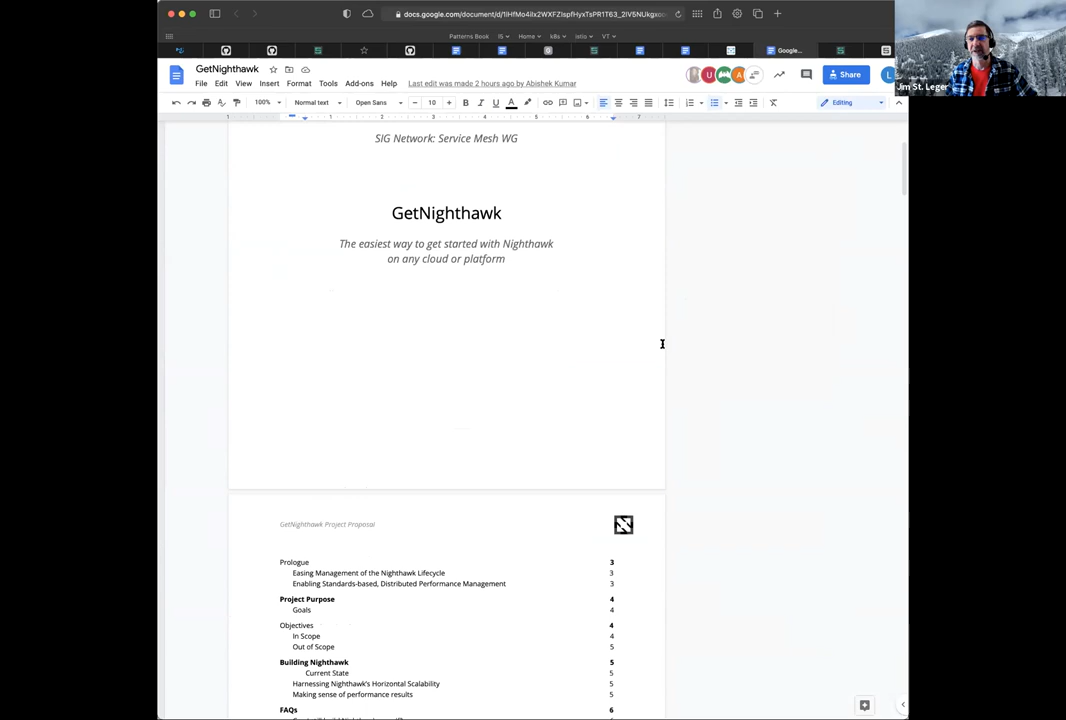 docs.google.com/document/d/1IHfMo4ilx2WXFZIspfHyxTsPR1T63_2IV5NUkgxo
Patterns Book I5 Home k8s istio VT
Google...
GetNighthawk
File Edit View Insert Format Tools Add-ons Help Last edit was made 2 hours ago by Abishek Kumar
Share
100% Normal text Open Sans 10 Editing
Jim St. Leger
SIG Network: Service Mesh WG
GetNighthawk
The easiest way to get started with Nighthawk
on any cloud or platform
GetNighthawk Project Proposal
Prologue 3
Easing Management of the Nighthawk Lifecycle 3
Enabling Standards-based, Distributed Performance Management 3
Project Purpose 4
Goals 4
Objectives 4
In Scope 4
Out of Scope 5
Building Nighthawk 5
Current State 5
Harnessing Nighthawk's Horizontal Scalability 5
Making sense of performance results 5
FAQs 6